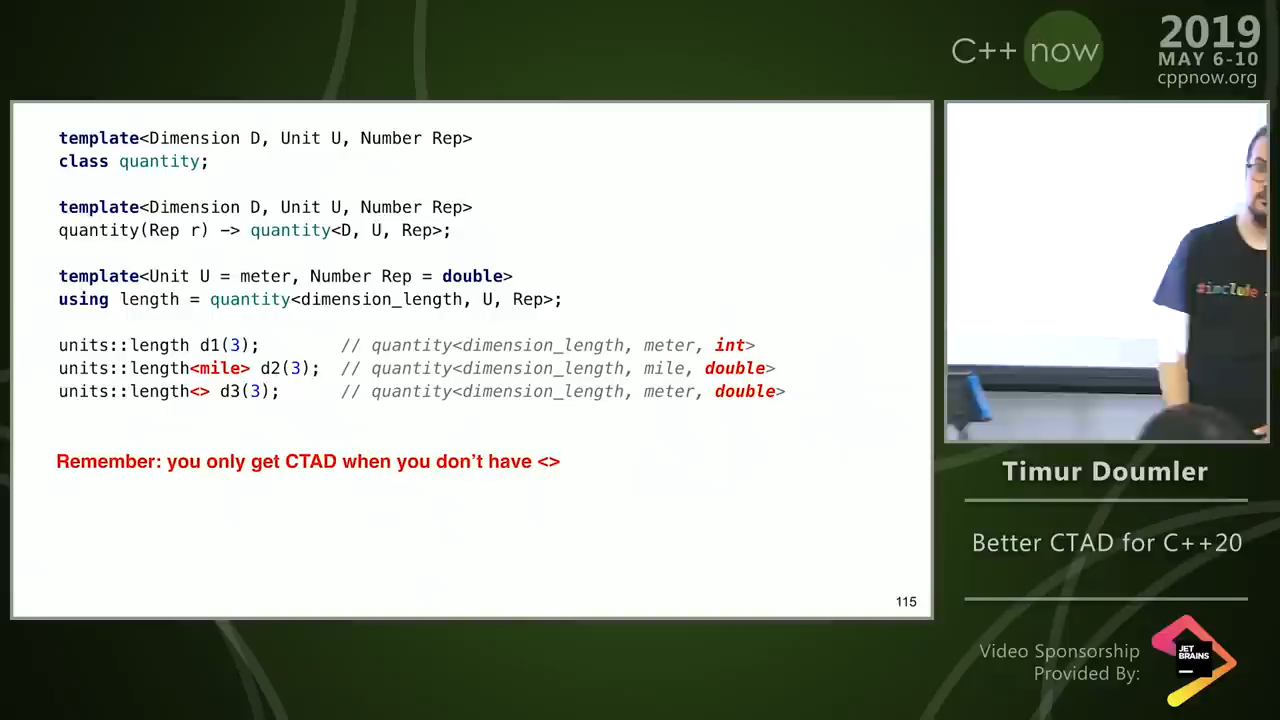 C++ now
2019
MAY 6-10
cppnow.org
template<Dimension D, Unit U, Number Rep>
class quantity;
template<Dimension D, Unit U, Number Rep>
quantity(Rep r) -> quantity<D, U, Rep>;
template<Unit U = meter, Number Rep = double>
using length = quantity<dimension_length, U, Rep>;
units::length d1(3); // quantity<dimension_length, meter, int>
units::length<mile> d2(3); // quantity<dimension_length, mile, double>
units::length<> d3(3); // quantity<dimension_length, meter, double>
Remember: you only get CTAD when you don't have <>
115
#include
Timur Doumler
Better CTAD for C++20
Video Sponsorship
Provided By:
JET
BRAINS